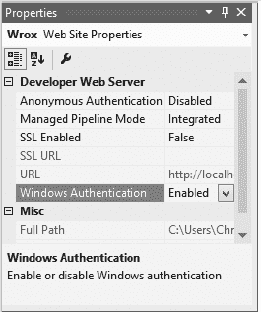 Properties
Wrox Web Site Properties
Developer Web Server
Anonymous Authentication Disabled
Managed Pipeline Mode Integrated
SSL Enabled False
SSL URL
URL http://localh
Windows Authentication Enabled
Misc
Full Path C:\Users\Chr
Windows Authentication
Enable or disable Windows authentication